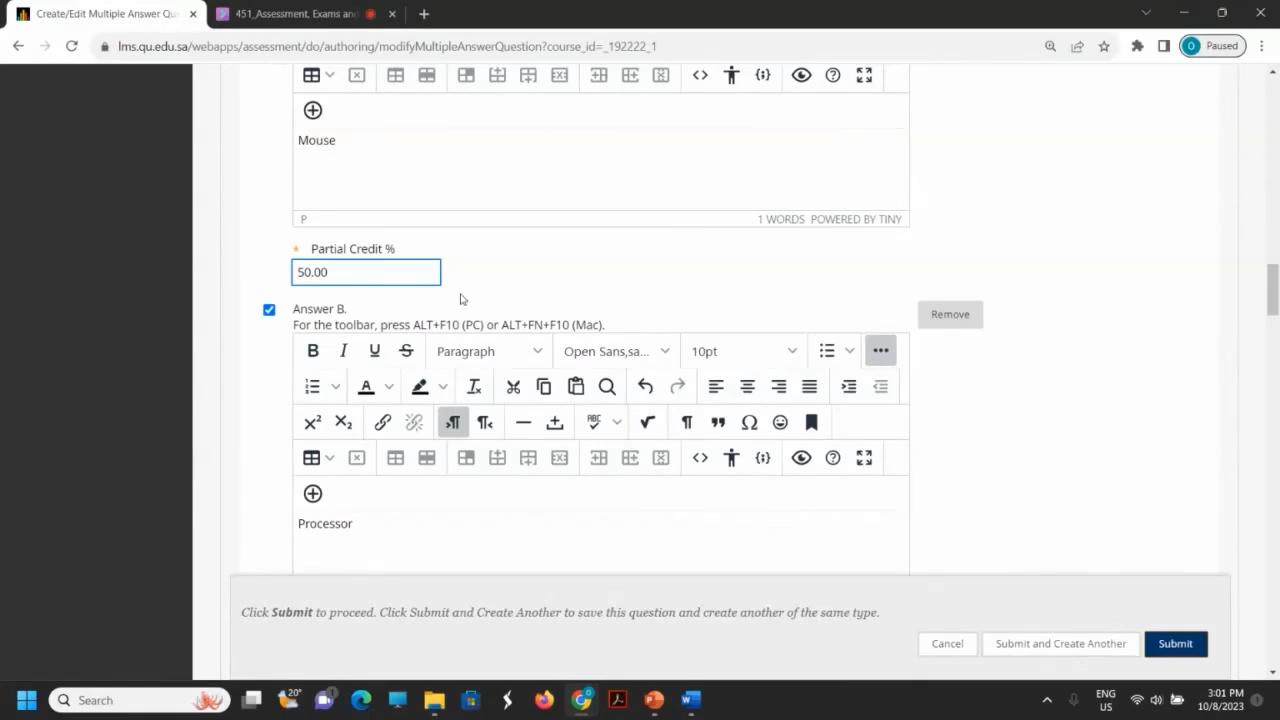 Create/Edit Multiple Answer Qu
451_Assessment, Exams and
lms.qu.edu.sa/webapps/assessment/do/authoring/modifyMultipleAnswerQuestion?course_id=_192222_1
Paused
Mouse
P
1 WORDS POWERED BY TINY
* Partial Credit %
50.00
Answer B.
Remove
For the toolbar, press ALT+F10 (PC) or ALT+FN+F10 (Mac).
B I U S Paragraph Open Sans,sa... 10pt
Processor
Click Submit to proceed. Click Submit and Create Another to save this question and create another of the same type.
Cancel Submit and Create Another Submit
Search
20°
1
ENG
US
3:01 PM
10/8/2023